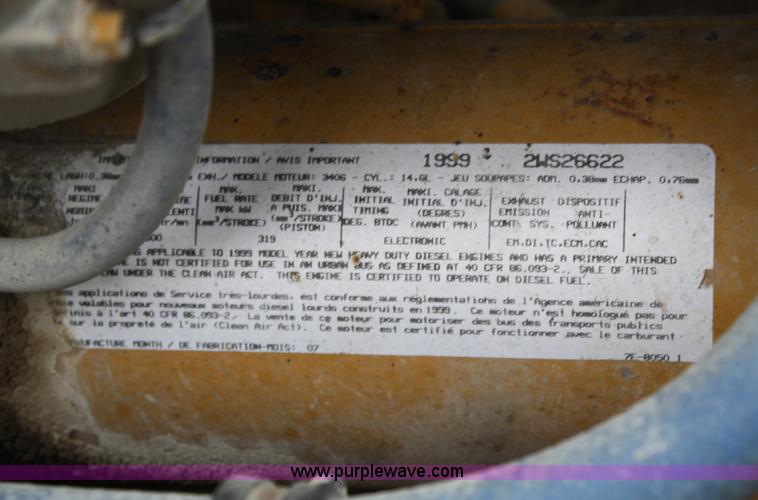 INFORMATION / AVIS IMPORTANT 1999 2WS26622
LASH:0.38mm EXH./ MODELE MOTEUR: 3406 - CYL.: 14.6L - JEU SOUPAPES: ADM. 0,38mm ECHAP. 0,76mm
MAXI MAX. MAXI. MAX. MAXI. CALAGE
REGIME FUEL RATE DEBIT D'INJ. INITIAL INITIAL D'INJ. EXHAUST DISPOSITIF
MAX kW A PUIS. MAXI TIMING (DEGRES) EMISSION ANTI-
(mm³/STROKE) (mm³/STROKE) DEG. BTDC (AVANT PMH) CONT. SYS. POLLUANT
(PISTON)
319 ELECTRONIC EM.DI,TC,ECM,CAC
APPLICABLE TO 1999 MODEL YEAR NEW HEAVY DUTY DIESEL ENGINES AND HAS A PRIMARY INTENDED
IS NOT CERTIFIED FOR USE IN AN URBAN BUS AS DEFINED AT 40 CFR 86.093-2., SALE OF THIS
UNDER THE CLEAN AIR ACT. THIS ENGINE IS CERTIFIED TO OPERATE ON DIESEL FUEL.
applications de Service très-lourdes, est conforme aux réglementations de l'Agence américaine de
valables pour nouveaux moteurs diesel lourds construits en 1999. Ce moteur n'est homologué pas pour
à l'art 40 CFR 86.093-2,. La vente de ce moteur pour motoriser des bus des transports publics
sur la propreté de l'air (Clean Air Act). Ce moteur est certifié pour fonctionner avec le carburant
MONTH / DE FABRICATION-MOIS: 07
7E-8050 1
www.purplewave.com